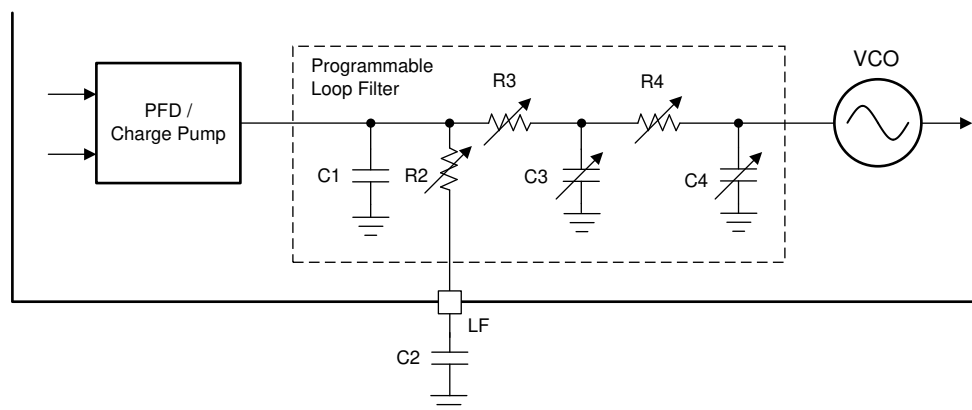 Programmable
Loop Filter
VCO
R3
R4
PFD /
Charge Pump
C1
R2
C3
C4
LF
C2